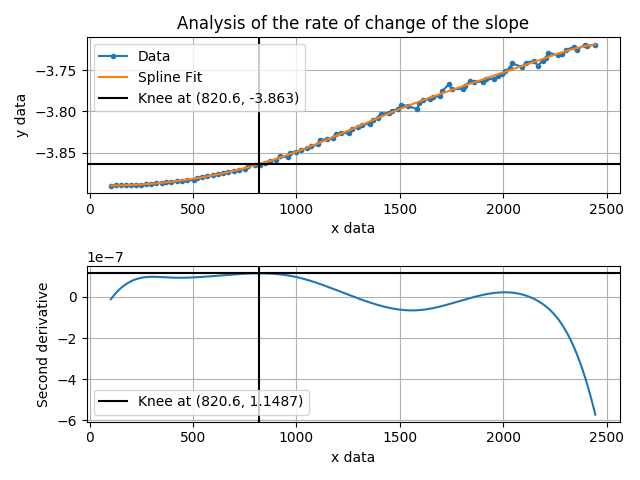 Analysis of the rate of change of the slope
Data
Spline Fit
Knee at (820.6, -3.863)
−3.75
−3.80
−3.85
y data
0 500 1000 1500 2000 2500
x data
1e−7
0
−2
−4
−6
Second derivative
Knee at (820.6, 1.1487)
0 500 1000 1500 2000 2500
x data